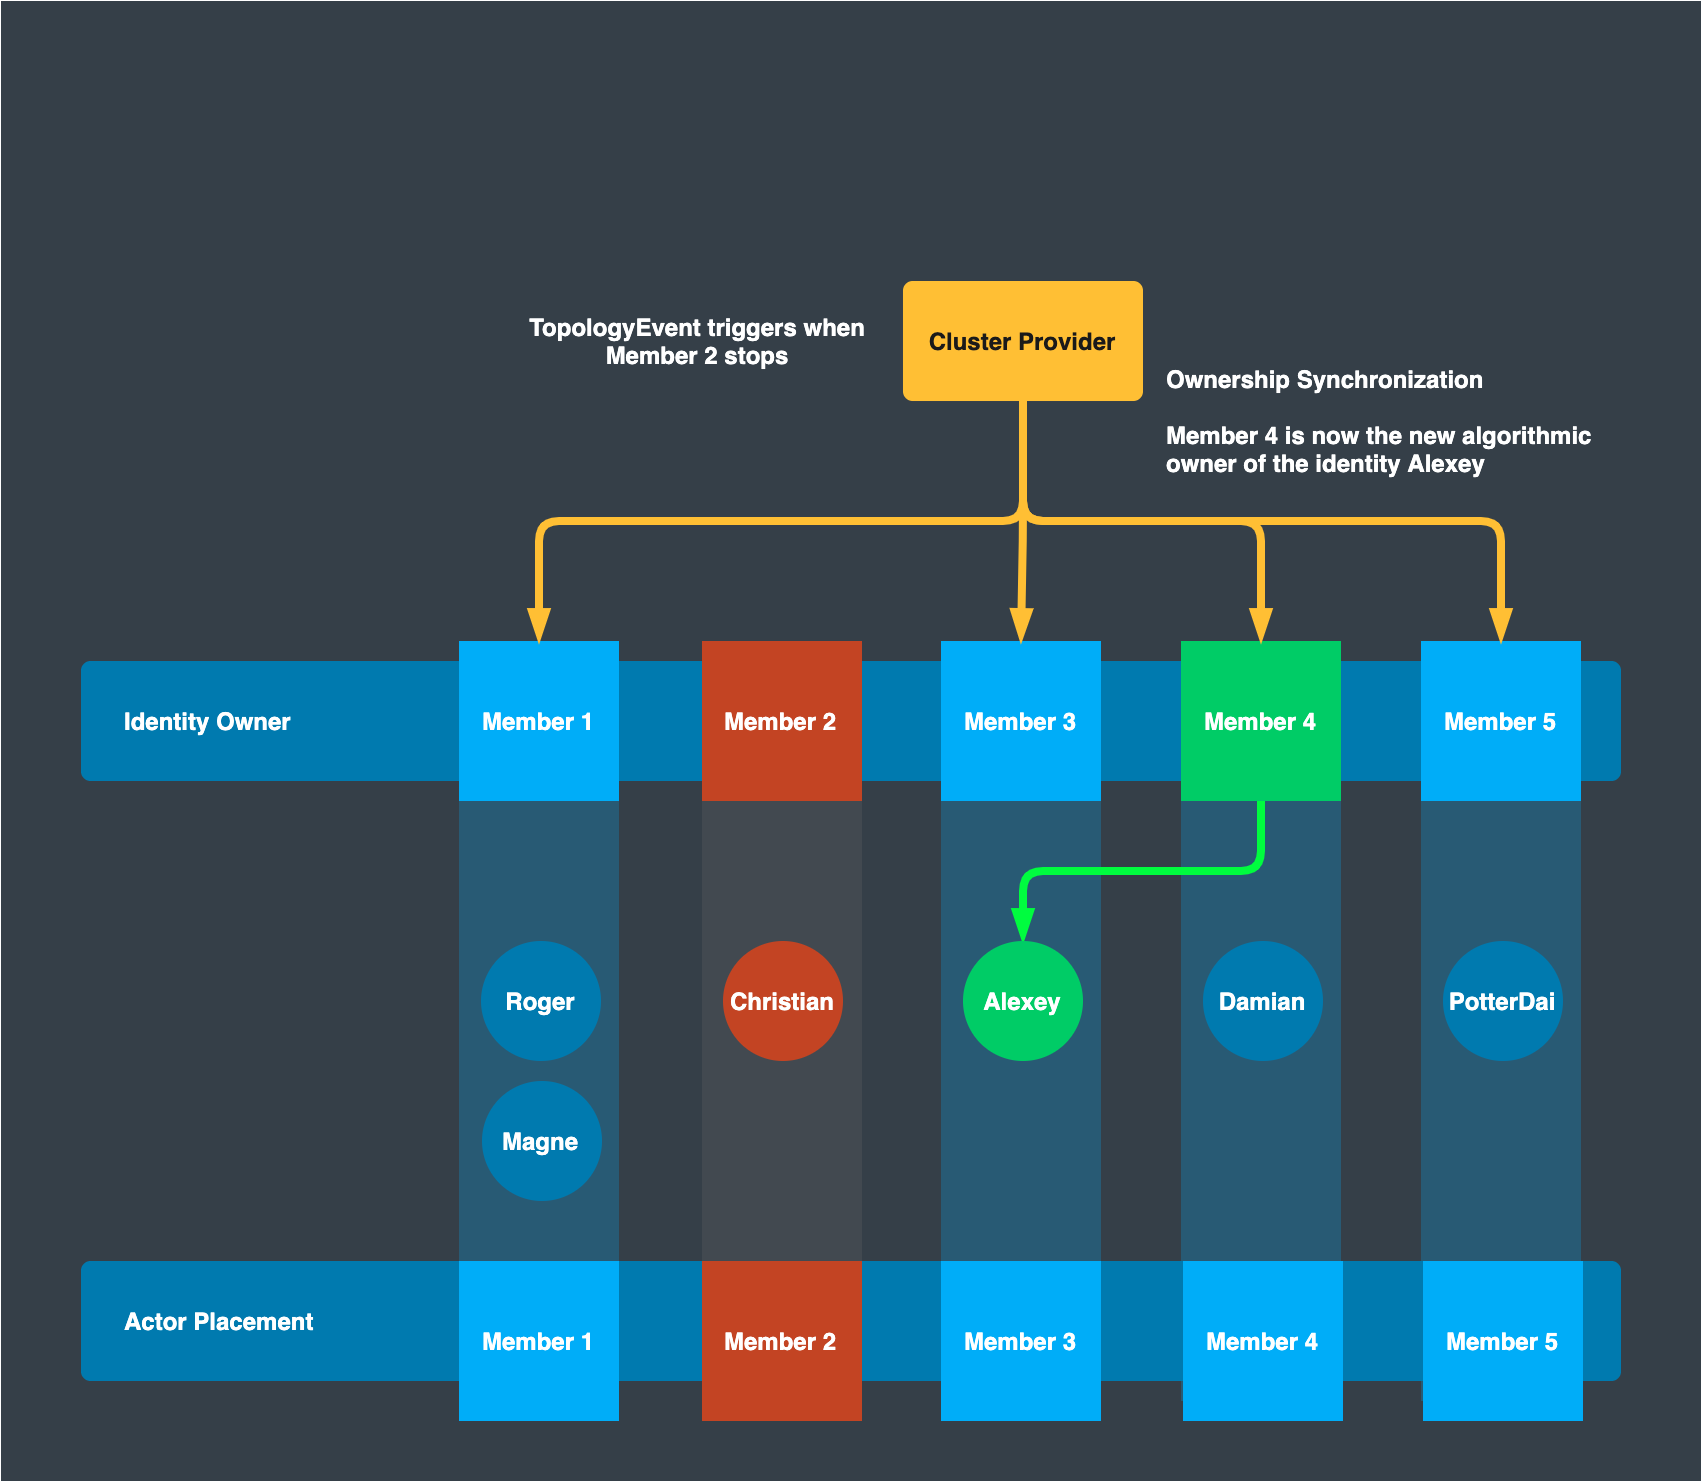 TopologyEvent triggers when
Member 2 stops
Cluster Provider
Ownership Synchronization
Member 4 is now the new algorithmic
owner of the identity Alexey
Identity Owner
Member 1
Member 2
Member 3
Member 4
Member 5
Roger
Christian
Alexey
Damian
PotterDai
Magne
Actor Placement
Member 1
Member 2
Member 3
Member 4
Member 5